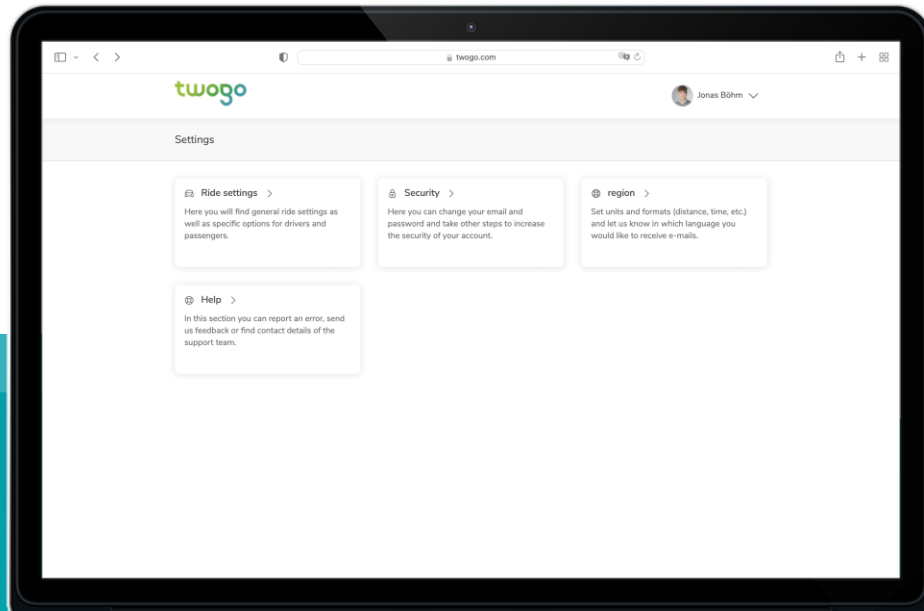 twogo.com
twogo
Jonas Böhm
Settings
Ride settings
Here you will find general ride settings as
well as specific options for drivers and
passengers.
Security
Here you can change your email and
password and take other steps to increase
the security of your account.
region
Set units and formats (distance, time, etc.)
and let us know in which language you
would like to receive e-mails.
Help
In this section you can report an error, send
us feedback or find contact details of the
support team.